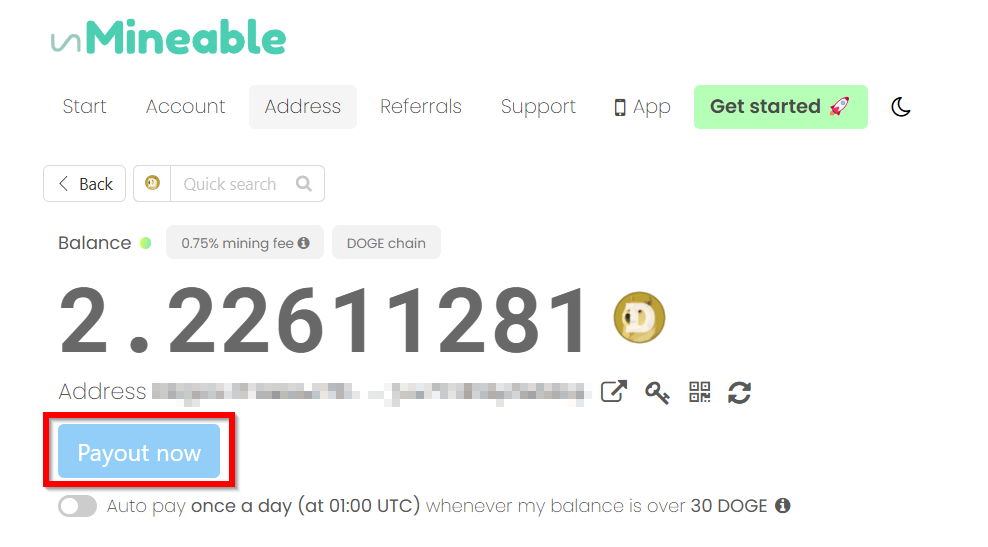 unMineable
Start Account Address Referrals Support App Get started 🚀
Back Quick search
Balance 0.75% mining fee DOGE chain
2.22611281
Address
Payout now
Auto pay once a day (at 01:00 UTC) whenever my balance is over 30 DOGE